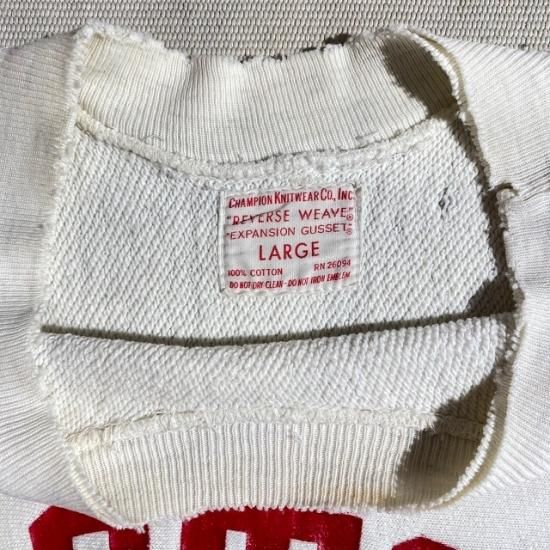 CHAMPION KNITWEAR CO., INC.
"REVERSE WEAVE"®
"EXPANSION GUSSET"®
LARGE
100% COTTON RN 26094
DO NOT DRY CLEAN - DO NOT IRON EMBLEM